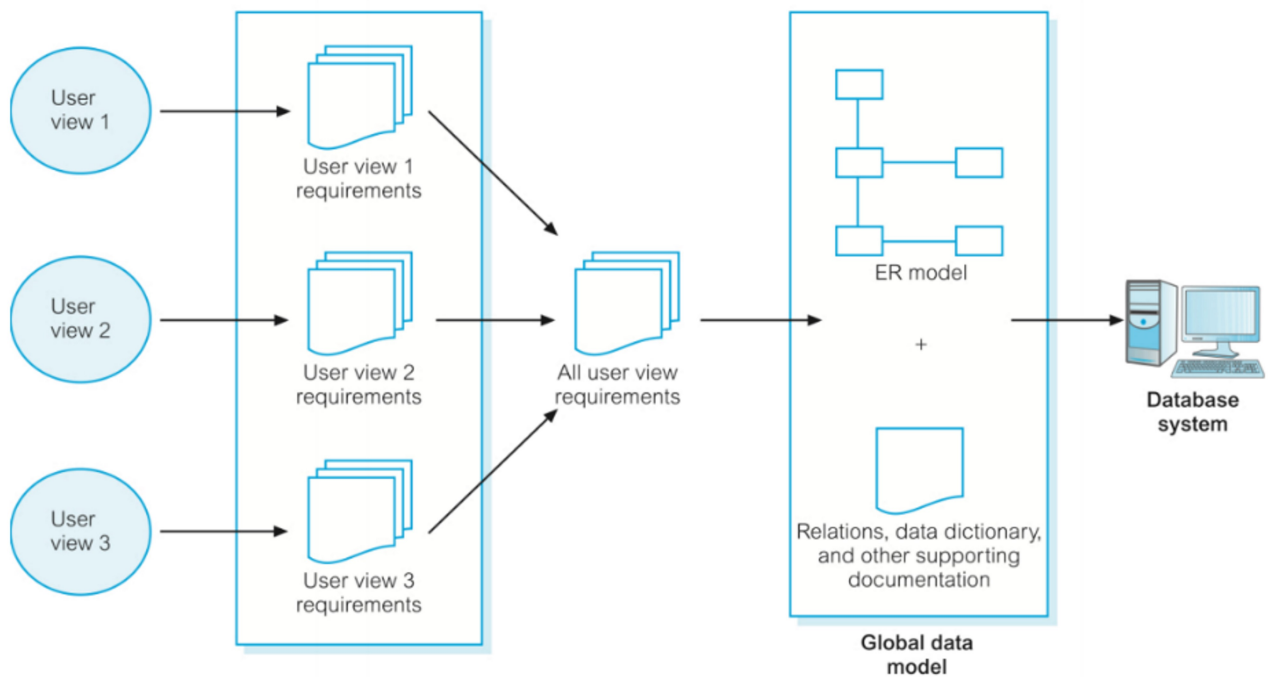 User
view 1
User view 1
requirements
User
view 2
User view 2
requirements
All user view
requirements
User
view 3
User view 3
requirements
ER model
+
Relations, data dictionary,
and other supporting
documentation
Global data
model
Database
system